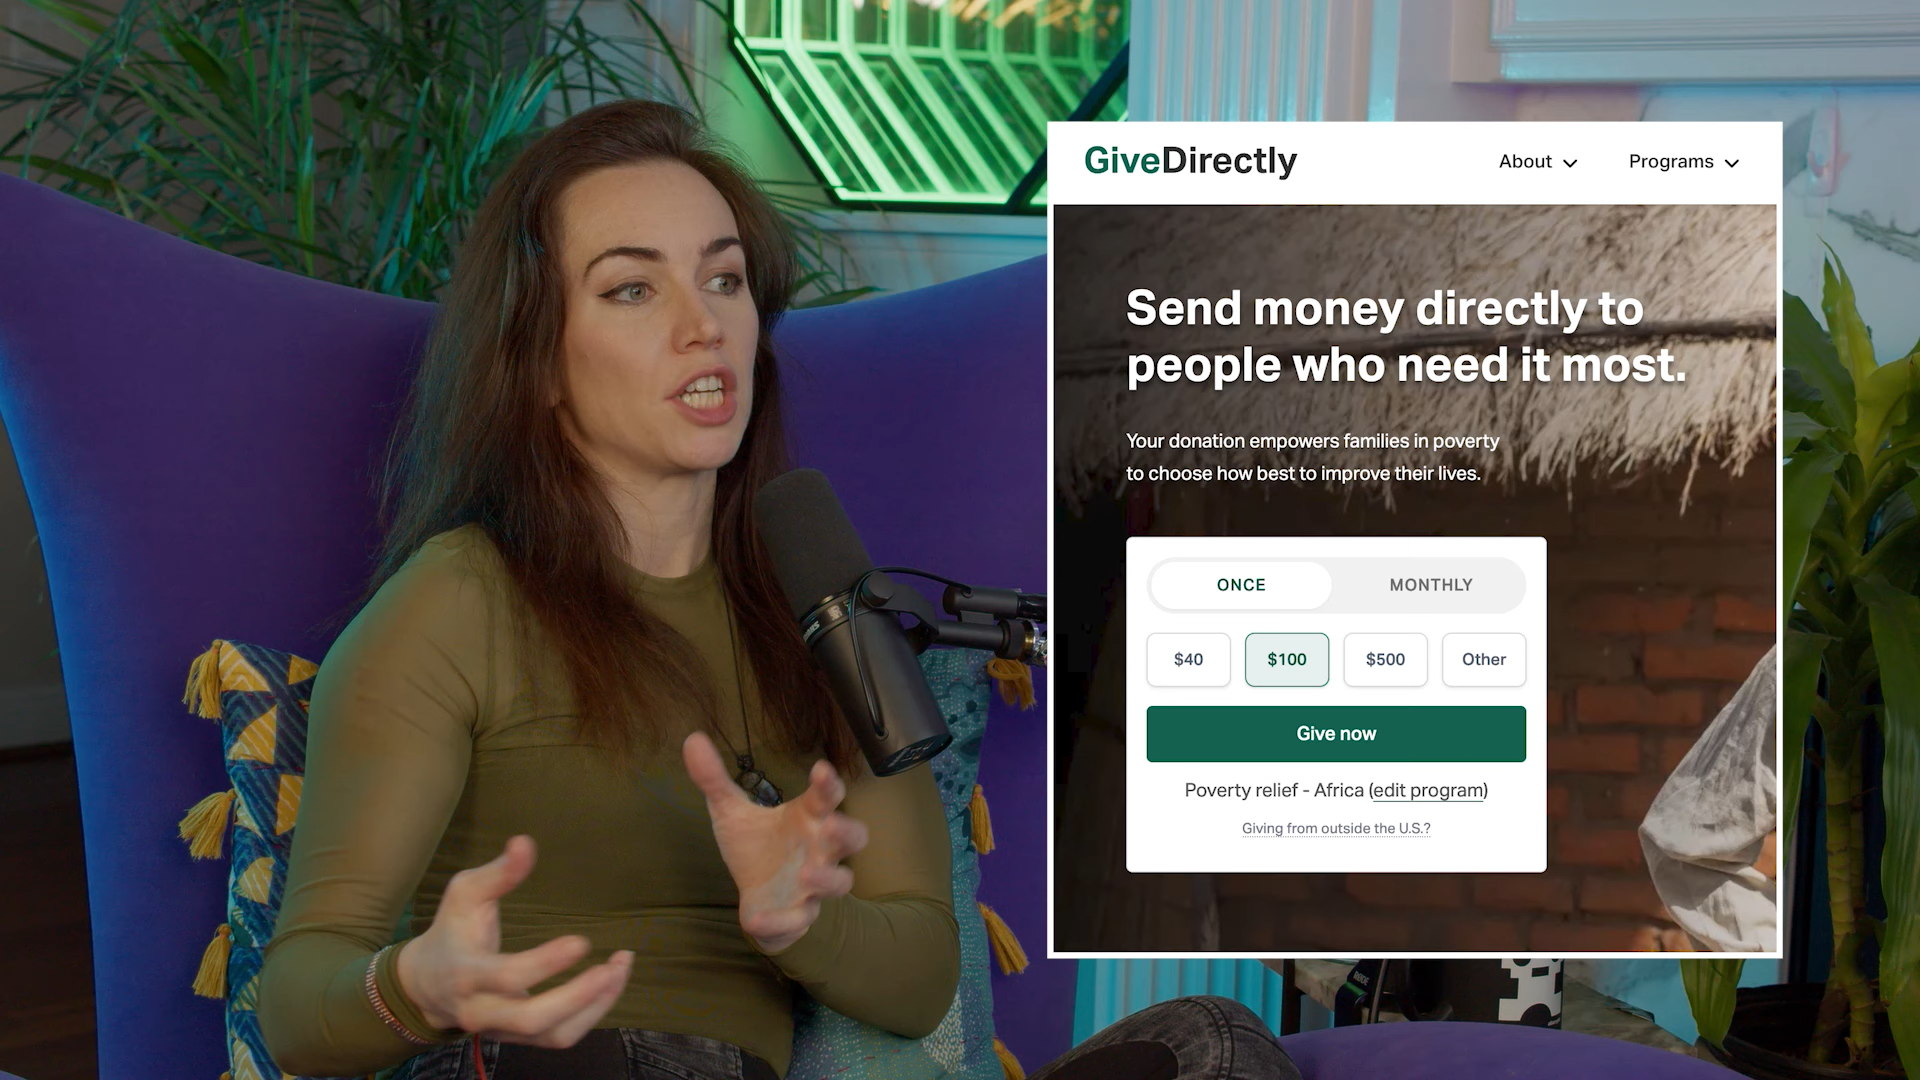 GiveDirectly
About
Programs
Send money directly to
people who need it most.
Your donation empowers families in poverty
to choose how best to improve their lives.
ONCE
MONTHLY
$40
$100
$500
Other
Give now
Poverty relief - Africa (edit program)
Giving from outside the U.S.?